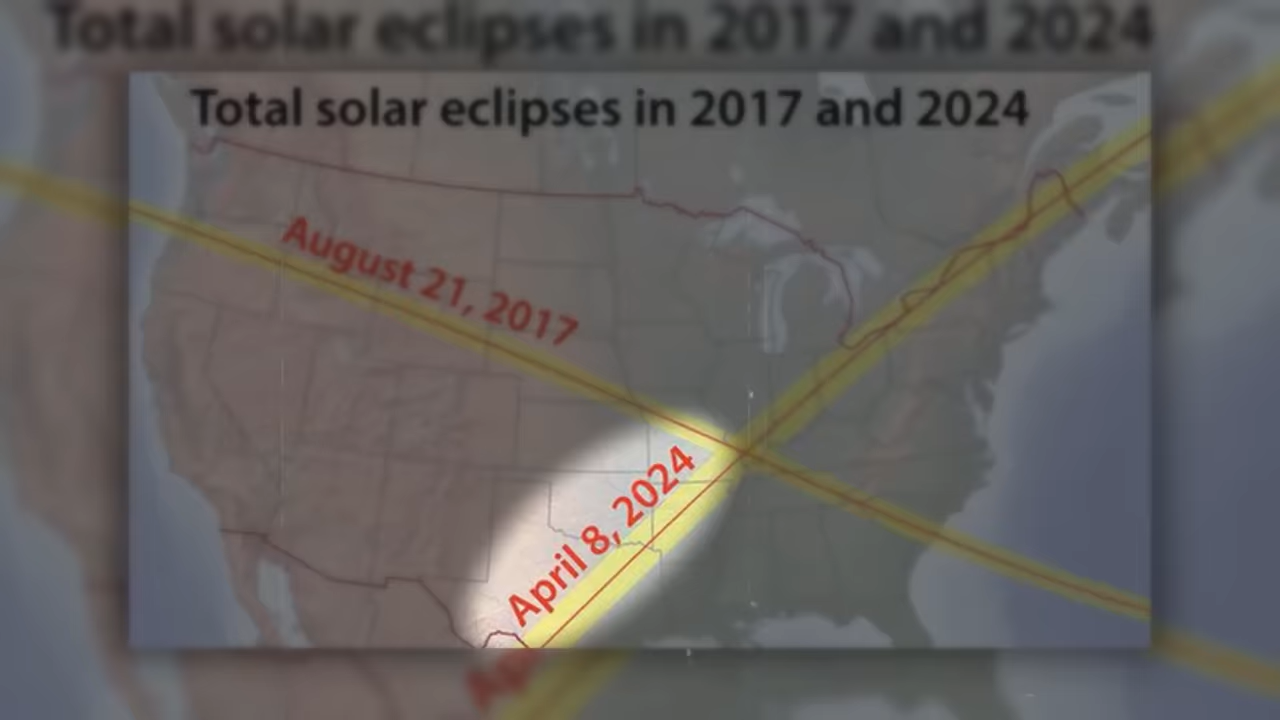 Total solar eclipses in 2017 and 2024
Total solar eclipses in 2017 and 2024
August 21, 2017
April 8, 2024
Apr